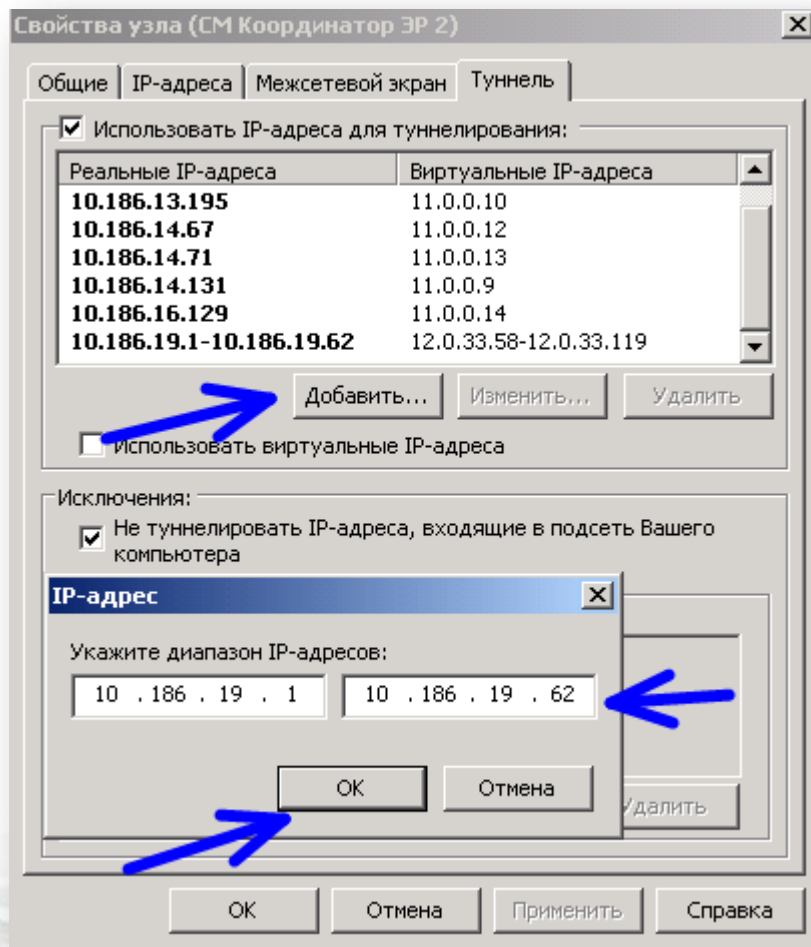 Свойства узла (СМ Координатор ЭР 2)
Общие IP-адреса Межсетевой экран Туннель
Использовать IP-адреса для туннелирования:
Реальные IP-адреса Виртуальные IP-адреса
10.186.13.195 11.0.0.10
10.186.14.67 11.0.0.12
10.186.14.71 11.0.0.13
10.186.14.131 11.0.0.9
10.186.16.129 11.0.0.14
10.186.19.1-10.186.19.62 12.0.33.58-12.0.33.119
Добавить... Изменить... Удалить
Использовать виртуальные IP-адреса
Исключения:
Не туннелировать IP-адреса, входящие в подсеть Вашего
компьютера
IP-адрес
Укажите диапазон IP-адресов:
10 . 186 . 19 . 1 10 . 186 . 19 . 62
OK Отмена
Удалить
OK Отмена Применить Справка